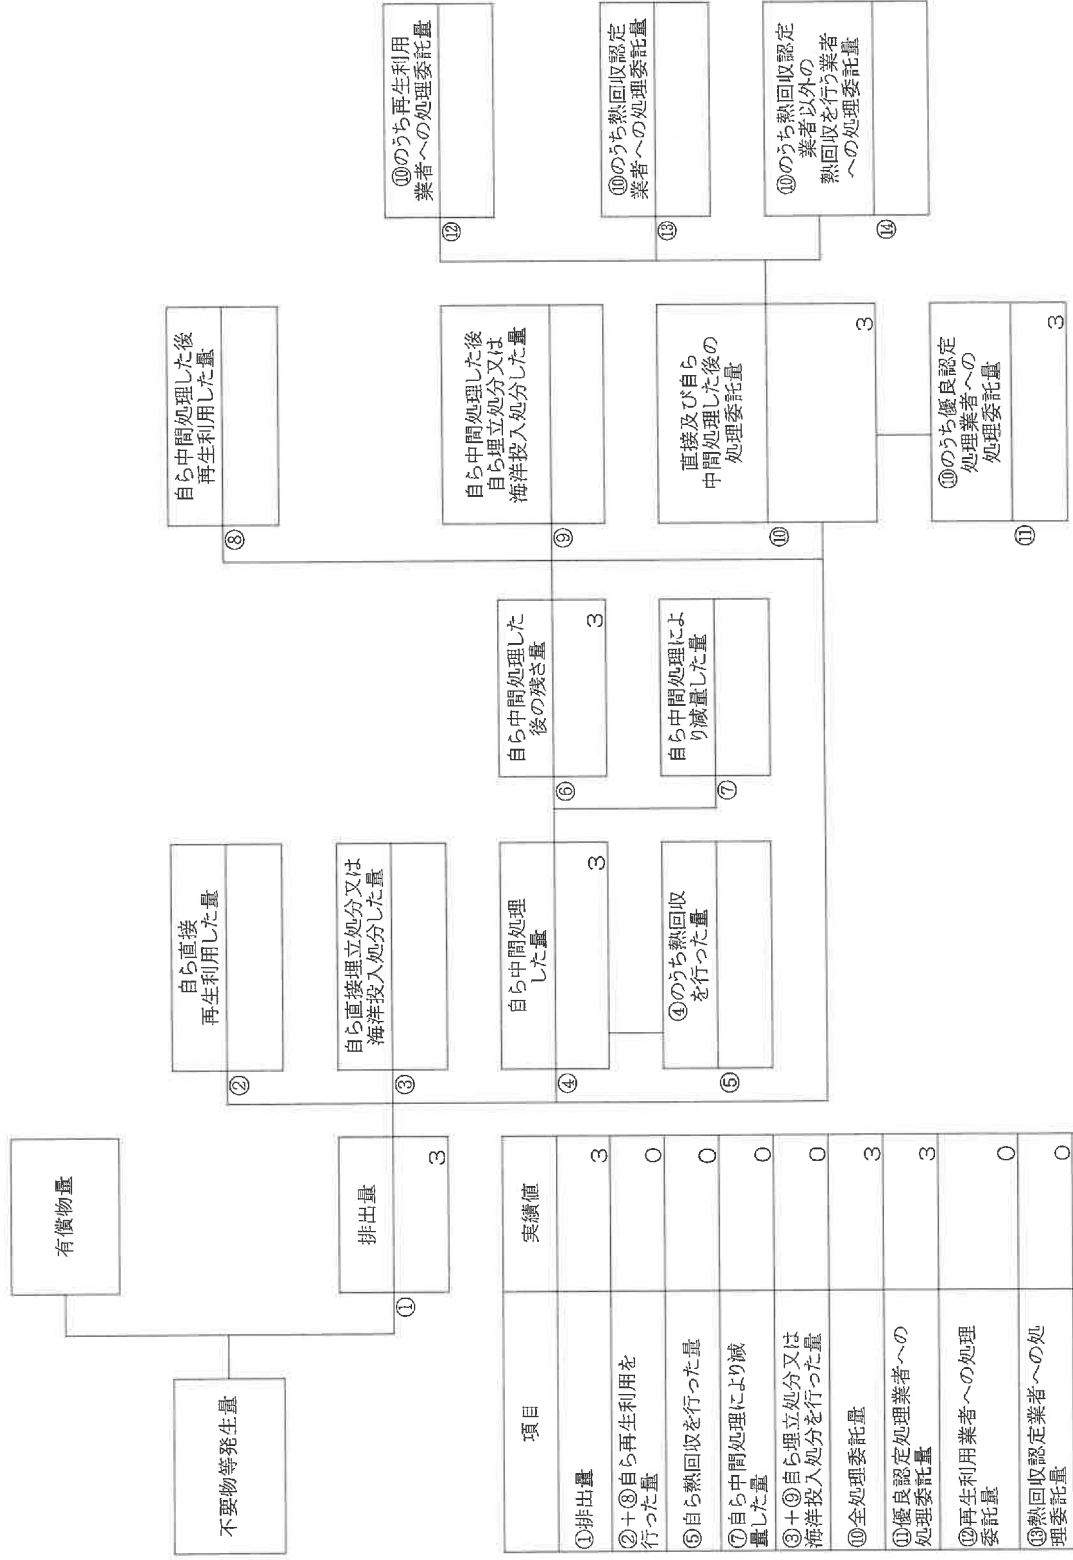 有償物量
不要物等発生量
①
排出量
3
②
自ら直接
再生利用した量
③
自ら直接埋立処分又は
海洋投入処分した量
④
自ら中間処理
した量
3
⑤
④のうち熱回収
を行った量
⑥
自ら中間処理した
後の残さ量
3
⑦
自ら中間処理によ
り減量した量
⑧
自ら中間処理した後
再生利用した量
⑨
自ら中間処理した後
自ら埋立処分又は
海洋投入処分した量
⑩
直接及び自ら
中間処理した後の
処理委託量
3
⑪
⑩のうち優良認定
処理業者への
処理委託量
3
⑫
⑩のうち再生利用
業者への処理委託量
⑬
⑩のうち熱回収認定
業者への処理委託量
⑭
⑩のうち熱回収認定
業者以外の
熱回収を行う業者
への処理委託量
項目 実績値
①排出量 3
②+⑧自ら再生利用を
行った量 0
⑤自ら熱回収を行った量 0
⑦自ら中間処理により減
量した量 0
③+⑨自ら埋立処分又は
海洋投入処分を行った量 0
⑩全処理委託量 3
⑪優良認定処理業者への
処理委託量 3
⑫再生利用業者への処理
委託量 0
⑬熱回収認定業者への処
理委託量 0